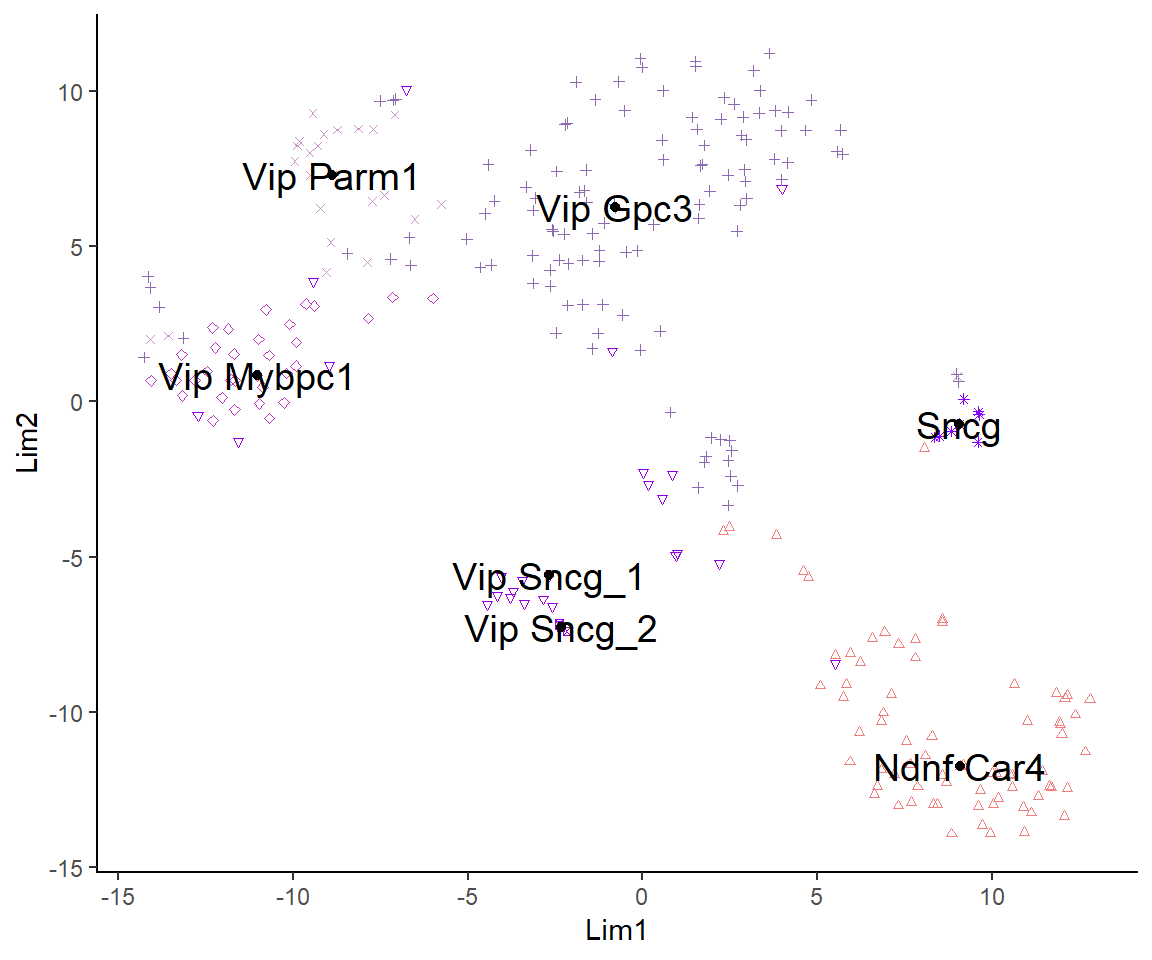 10
5
0
-5
-10
-15
Lim2
Vip Parm1
Vip Gpc3
Vip Mybpc1
Sncg
Vip Sncg_1
Vip Sncg_2
Ndnf Car4
-15
-10
-5
0
5
10
Lim1